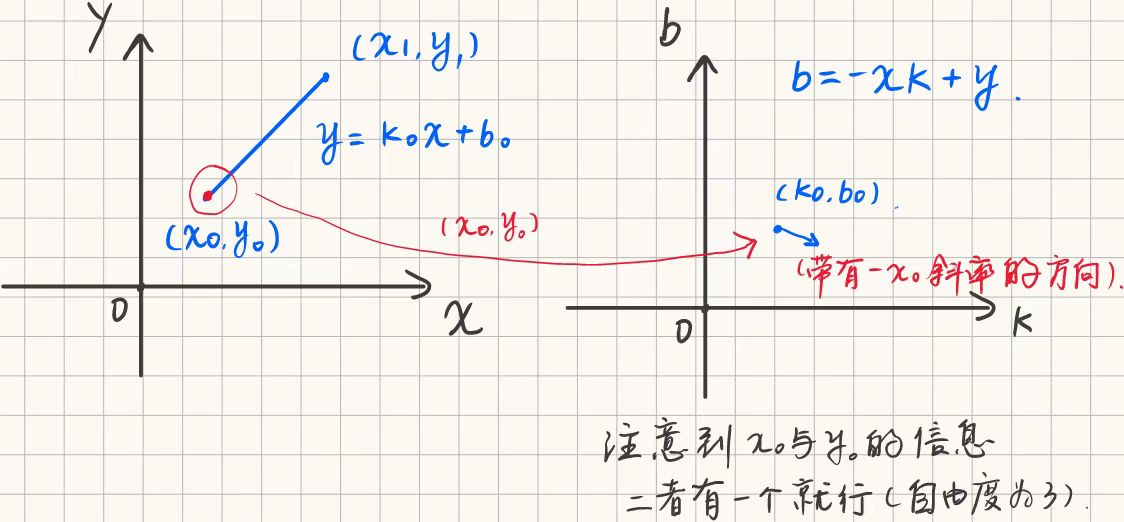 y
(x₁, y₁)
y = k₀x + b₀
(x₀, y₀)
0
x
(x₀, y₀)
b
b = -xk + y.
(k₀, b₀).
(带有-x₀斜率的方向).
0
k
注意到x₀与y₀的信息
二者有一个就行(自由度为3).